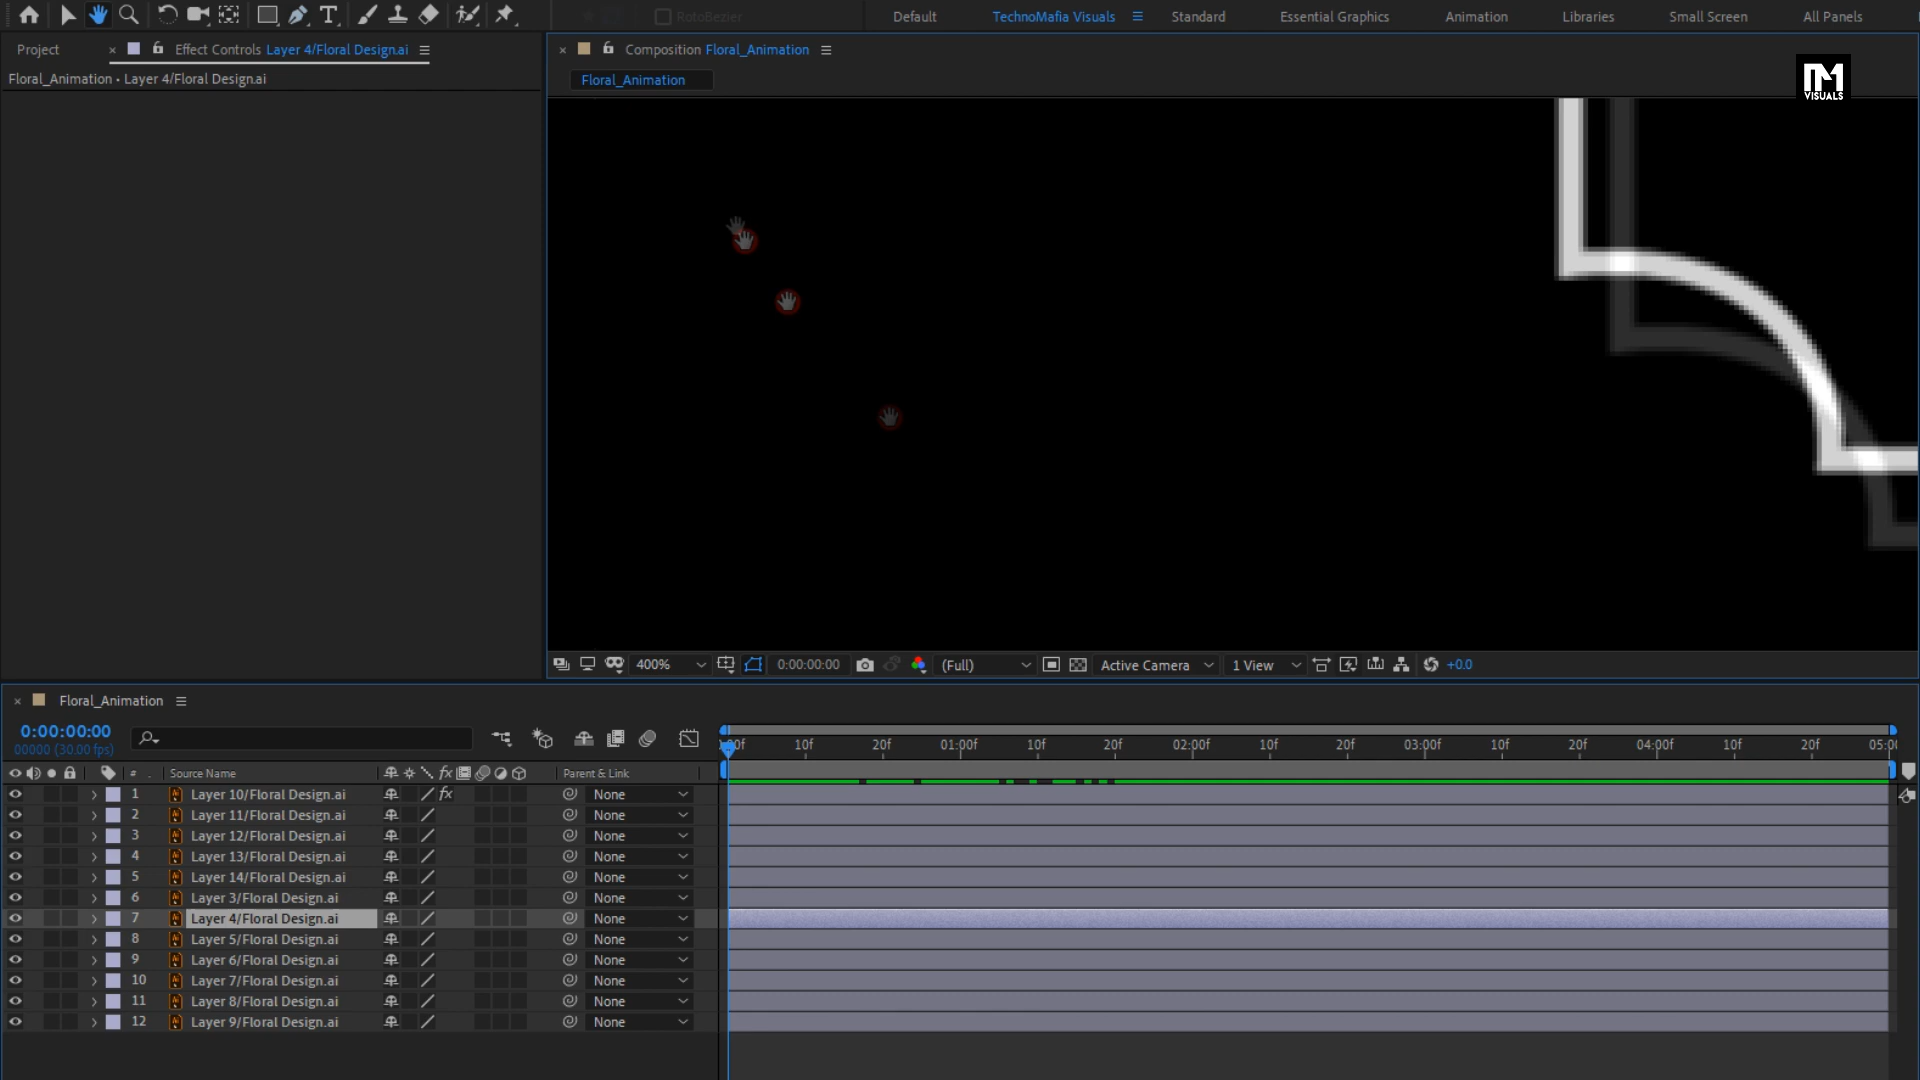 RotoBezier
Default
TechnoMafia Visuals
Standard
Essential Graphics
Animation
Libraries
Small Screen
All Panels
Project
Effect Controls Layer 4/Floral Design.ai
Composition Floral_Animation
Floral_Animation • Layer 4/Floral Design.ai
Floral_Animation
VISUALS
400%
0:00:00:00
(Full)
Active Camera
1 View
+0.0
Floral_Animation
0:00:00:00
00000 (30.00 fps)
10f
20f
01:00f
10f
20f
02:00f
10f
20f
03:00f
10f
20f
04:00f
10f
20f
#
Source Name
fx
Parent & Link
1 Layer 10/Floral Design.ai fx None
2 Layer 11/Floral Design.ai None
3 Layer 12/Floral Design.ai None
4 Layer 13/Floral Design.ai None
5 Layer 14/Floral Design.ai None
6 Layer 3/Floral Design.ai None
7 Layer 4/Floral Design.ai None
8 Layer 5/Floral Design.ai None
9 Layer 6/Floral Design.ai None
10 Layer 7/Floral Design.ai None
11 Layer 8/Floral Design.ai None
12 Layer 9/Floral Design.ai None